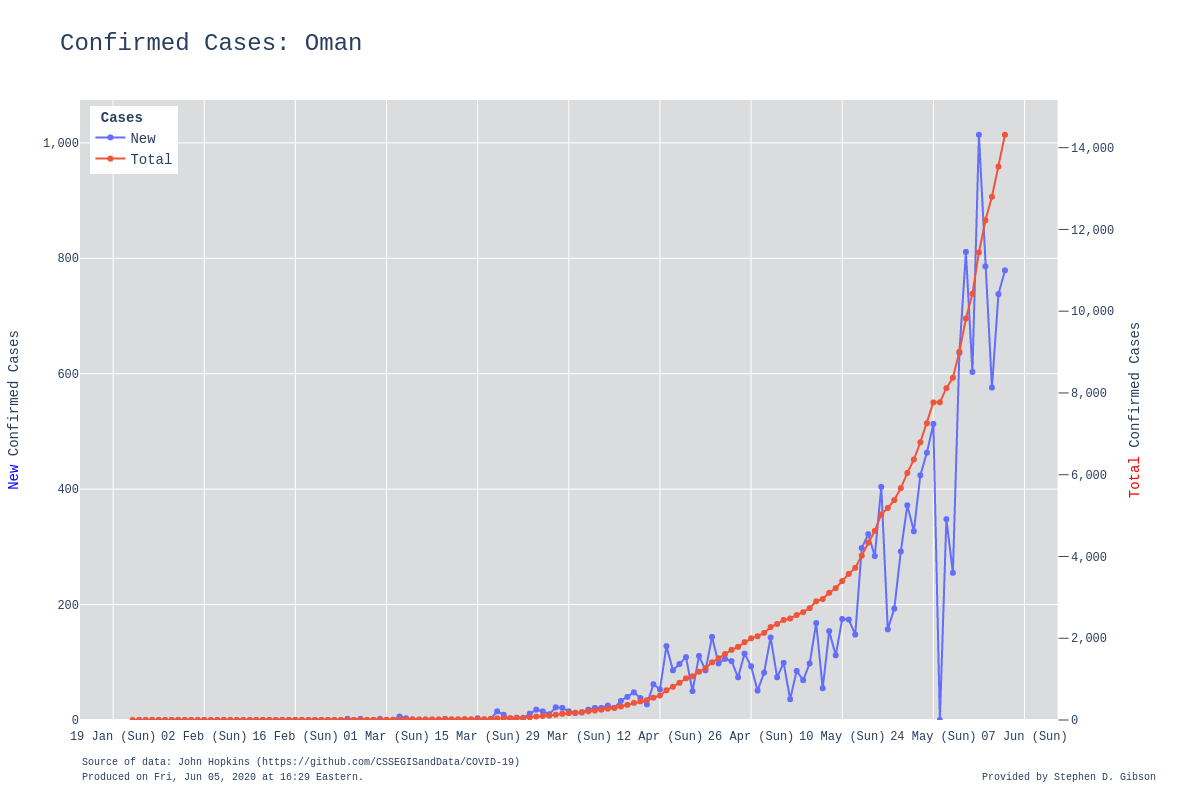 Confirmed Cases: Oman
Cases
New
Total
1,000
800
600
400
200
0
14,000
12,000
10,000
8,000
6,000
4,000
2,000
0
New Confirmed Cases
Total Confirmed Cases
19 Jan (Sun) 02 Feb (Sun) 16 Feb (Sun) 01 Mar (Sun) 15 Mar (Sun) 29 Mar (Sun) 12 Apr (Sun) 26 Apr (Sun) 10 May (Sun) 24 May (Sun) 07 Jun (Sun)
Source of data: John Hopkins (https://github.com/CSSEGISandData/COVID-19)
Produced on Fri, Jun 05, 2020 at 16:29 Eastern.
Provided by Stephen D. Gibson